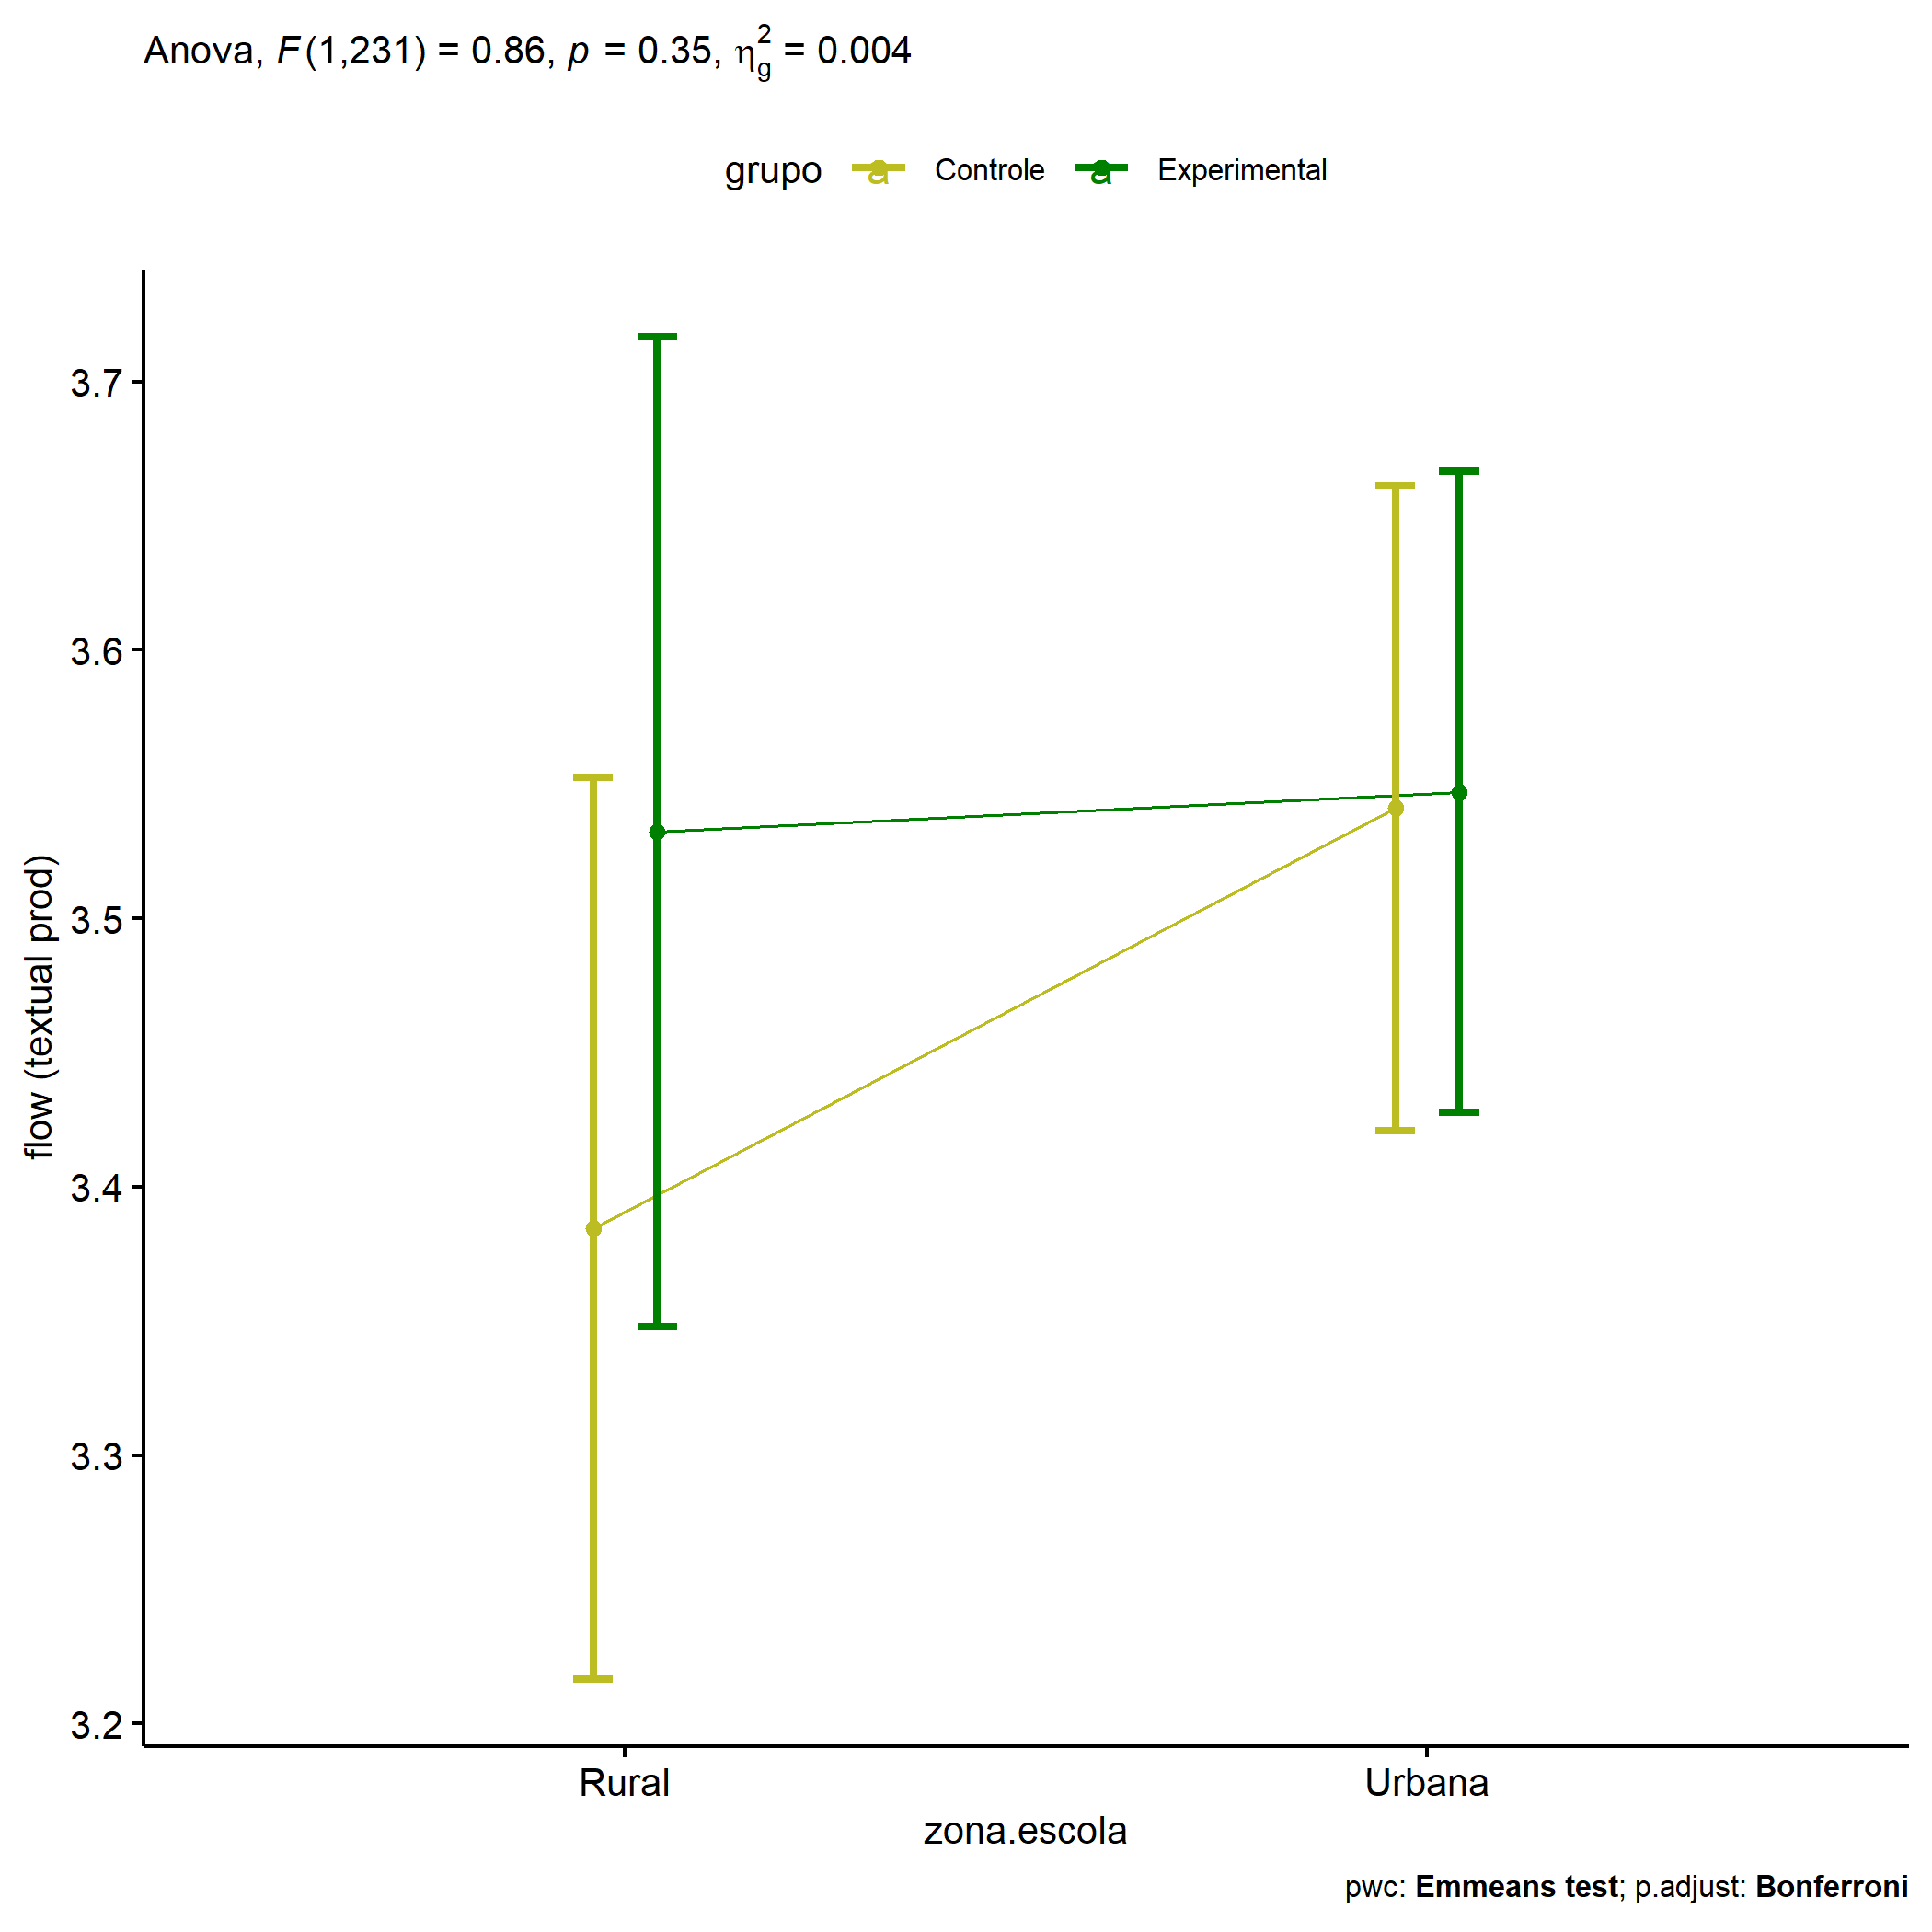 Anova, F(1,231) = 0.86, p = 0.35, η²g = 0.004
grupo a Controle a Experimental
3.7
3.6
3.5
3.4
3.3
3.2
flow (textual prod)
Rural Urbana
zona.escola
pwc: Emmeans test; p.adjust: Bonferroni